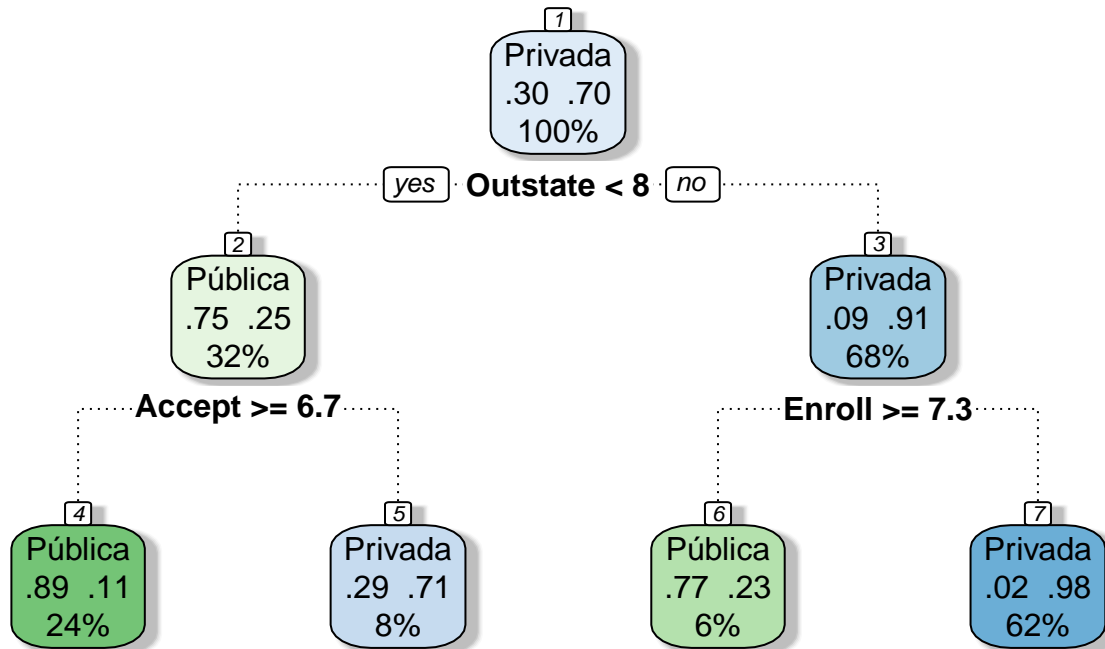 1
Privada
.30 .70
100%
yes Outstate < 8 no
2
Pública
.75 .25
32%
3
Privada
.09 .91
68%
Accept >= 6.7
Enroll >= 7.3
4
Pública
.89 .11
24%
5
Privada
.29 .71
8%
6
Pública
.77 .23
6%
7
Privada
.02 .98
62%